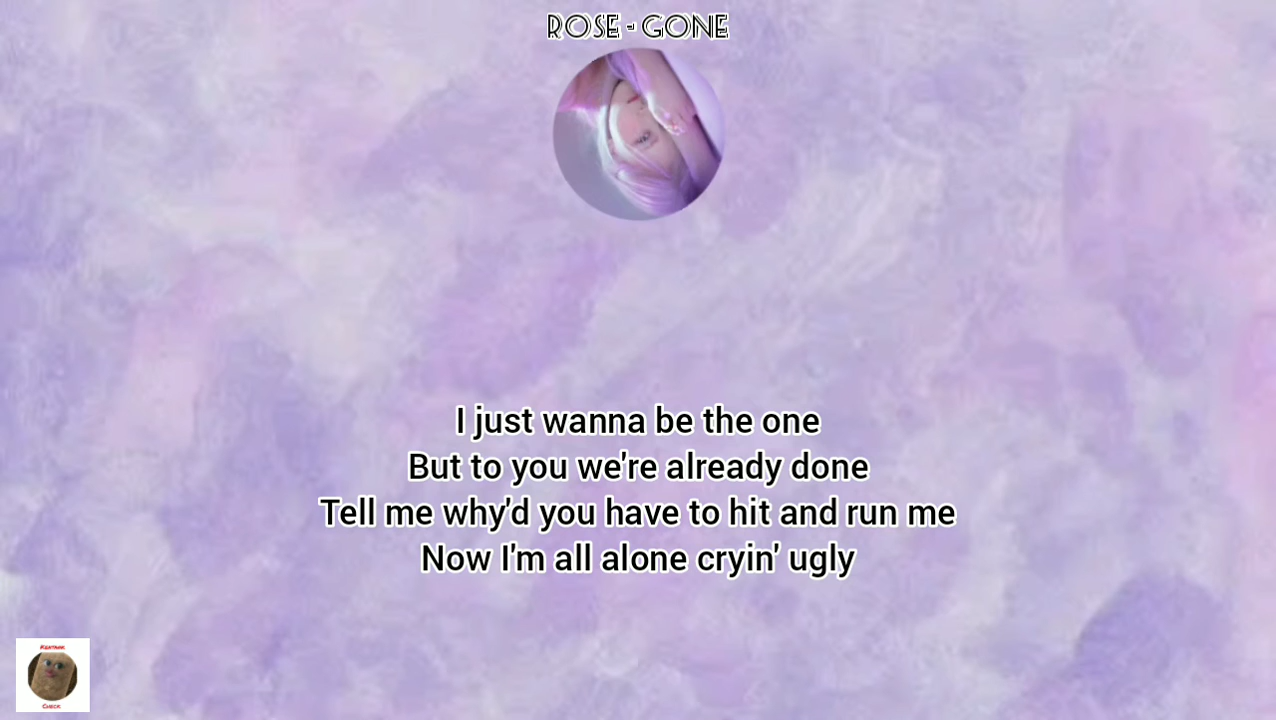 ROSE - GONE
I just wanna be the one
But to you we're already done
Tell me why'd you have to hit and run me
Now I'm all alone cryin' ugly
Check